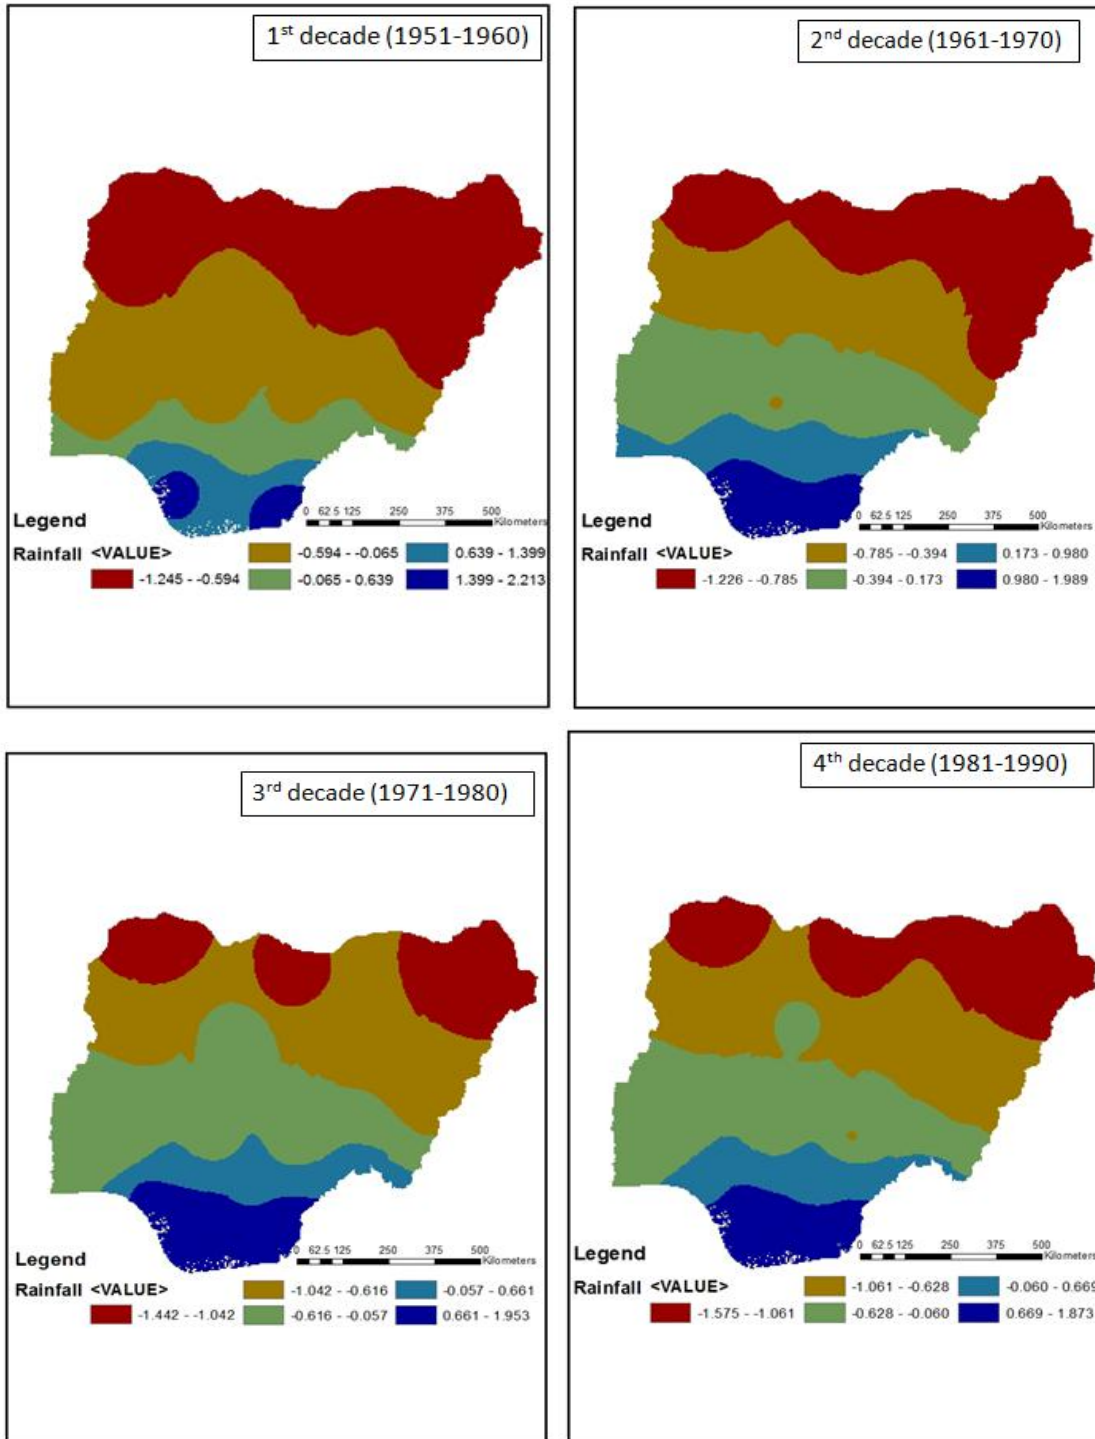 1st decade (1951-1960)
0 62.5 125 250 375 500
Kilometers
Legend
Rainfall <VALUE>
-0.594 - -0.065
0.639 - 1.399
-1.245 - -0.594
-0.065 - 0.639
1.399 - 2.213
2nd decade (1961-1970)
0 62.5 125 250 375 500
Kilometers
Legend
Rainfall <VALUE>
-0.785 - -0.394
0.173 - 0.980
-1.226 - -0.785
-0.394 - 0.173
0.980 - 1.989
3rd decade (1971-1980)
0 62.5 125 250 375 500
Kilometers
Legend
Rainfall <VALUE>
-1.042 - -0.616
-0.057 - 0.661
-1.442 - -1.042
-0.616 - -0.057
0.661 - 1.953
4th decade (1981-1990)
0 62.5 125 250 375 500
Kilometers
Legend
Rainfall <VALUE>
-1.061 - -0.628
-0.060 - 0.669
-1.575 - -1.061
-0.628 - -0.060
0.669 - 1.873